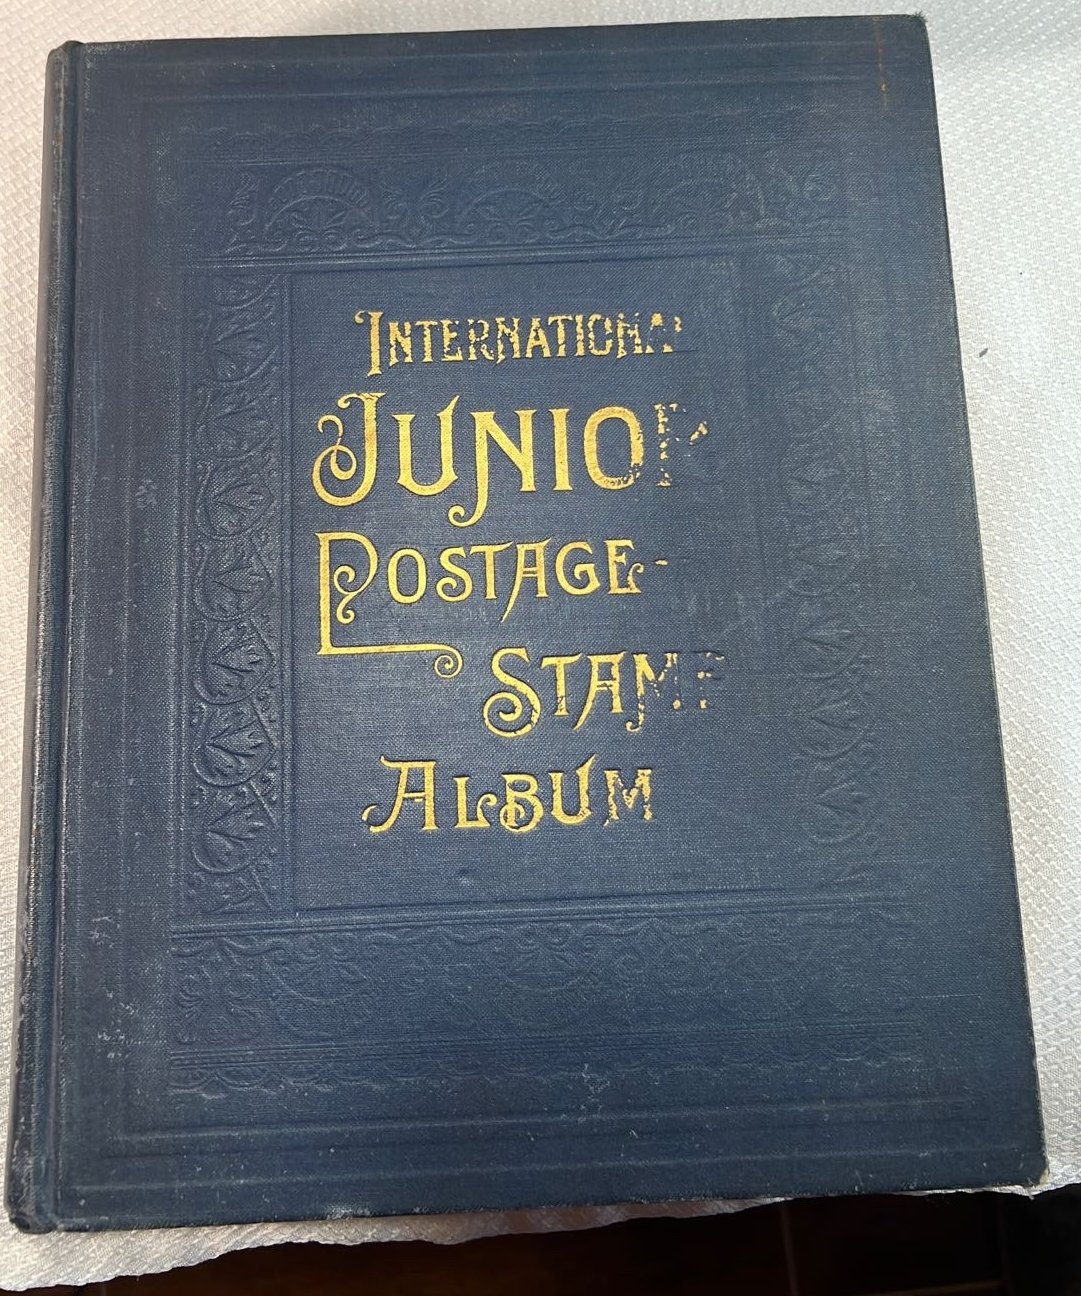 INTERNATIONAL
JUNIOR
POSTAGE-
STAMP
ALBUM